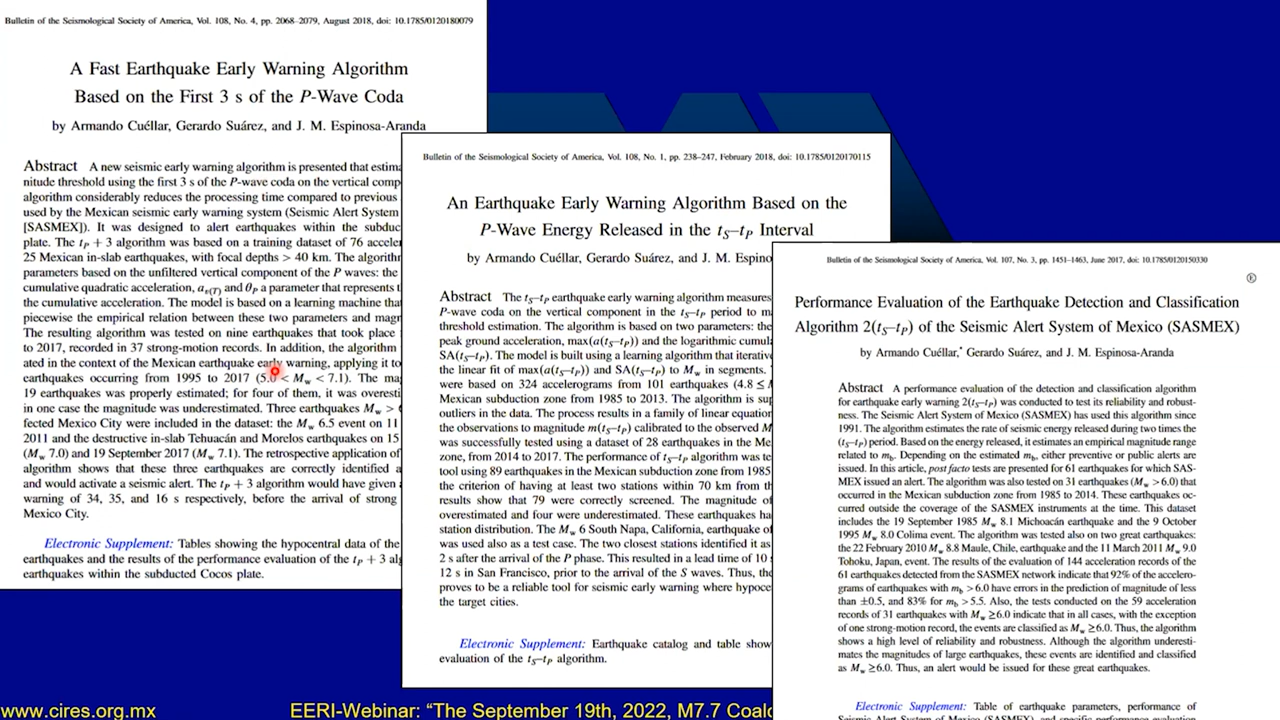 Bulletin of the Seismological Society of America, Vol. 108, No. 4, pp. 2068–2079, August 2018, doi: 10.1785/0120180079
A Fast Earthquake Early Warning Algorithm
Based on the First 3 s of the P-Wave Coda
by Armando Cuéllar, Gerardo Suárez, and J. M. Espinosa-Aranda
Abstract A new seismic early warning algorithm is presented that estima
nitude threshold using the first 3 s of the P-wave coda on the vertical comp
algorithm considerably reduces the processing time compared to previous
used by the Mexican seismic early warning system (Seismic Alert System
[SASMEX]). It was designed to alert earthquakes within the subduc
plate. The tP + 3 algorithm was based on a training dataset of 76 acceler
25 Mexican in-slab earthquakes, with focal depths > 40 km. The algorithm
parameters based on the unfiltered vertical component of the P waves: the
cumulative quadratic acceleration, ac(T) and θP a parameter that represents t
the cumulative acceleration. The model is based on a learning machine that
piecewise the empirical relation between these two parameters and magn
The resulting algorithm was tested on nine earthquakes that took place
to 2017, recorded in 37 strong-motion records. In addition, the algorithm
ated in the context of the Mexican earthquake early warning, applying it to
earthquakes occurring from 1995 to 2017 (5.0 < Mw < 7.1). The ma
19 earthquakes was properly estimated; for four of them, it was overesti
in one case the magnitude was underestimated. Three earthquakes Mw >
fected Mexico City were included in the dataset: the Mw 6.5 event on 11
2011 and the destructive in-slab Tehuacán and Morelos earthquakes on 15
(Mw 7.0) and 19 September 2017 (Mw 7.1). The retrospective application of
algorithm shows that these three earthquakes are correctly identified a
and would activate a seismic alert. The tP + 3 algorithm would have given
warning of 34, 35, and 16 s respectively, before the arrival of strong
Mexico City.
Electronic Supplement: Tables showing the hypocentral data of the
earthquakes and the results of the performance evaluation of the tP + 3 alg
earthquakes within the subducted Cocos plate.
Bulletin of the Seismological Society of America, Vol. 108, No. 1, pp. 238–247, February 2018, doi: 10.1785/0120170115
An Earthquake Early Warning Algorithm Based on the
P-Wave Energy Released in the tS–tP Interval
by Armando Cuéllar, Gerardo Suárez, and J. M. Espino
Abstract The tS–tP earthquake early warning algorithm measures
P-wave coda on the vertical component in the tS–tP period to m
threshold estimation. The algorithm is based on two parameters: the
peak ground acceleration, max(a(tS–tP)) and the logarithmic cumula
SA(tS–tP). The model is built using a learning algorithm that iterative
the linear fit of max(a(tS–tP)) and SA(tS–tP) to Mw in segments.
were based on 324 accelerograms from 101 earthquakes (4.8 ≤ M
Mexican subduction zone from 1985 to 2013. The algorithm is sup
outliers in the data. The process results in a family of linear equation
the observations to magnitude m(tS–tP) calibrated to the observed M
was successfully tested using a dataset of 28 earthquakes in the Me
zone, from 2014 to 2017. The performance of tS–tP algorithm was te
tool using 89 earthquakes in the Mexican subduction zone from 1985
the criterion of having at least two stations within 70 km from th
results show that 79 were correctly screened. The magnitude of
overestimated and four were underestimated. These earthquakes ha
station distribution. The Mw 6 South Napa, California, earthquake of
was used also as a test case. The two closest stations identified it as
2 s after the arrival of the P phase. This resulted in a lead time of 10
12 s in San Francisco, prior to the arrival of the S waves. Thus, the
proves to be a reliable tool for seismic early warning where hypoce
the target cities.
Electronic Supplement: Earthquake catalog and table show
evaluation of the tS–tP algorithm.
Bulletin of the Seismological Society of America, Vol. 107, No. 3, pp. 1451–1463, June 2017, doi: 10.1785/0120150330
Performance Evaluation of the Earthquake Detection and Classification
Algorithm 2(tS–tP) of the Seismic Alert System of Mexico (SASMEX)
by Armando Cuéllar,* Gerardo Suárez, and J. M. Espinosa-Aranda
Abstract A performance evaluation of the detection and classification algorithm
for earthquake early warning 2(tS–tP) was conducted to test its reliability and robust-
ness. The Seismic Alert System of Mexico (SASMEX) has used this algorithm since
1991. The algorithm estimates the rate of seismic energy released during two times the
(tS–tP) period. Based on the energy released, it estimates an empirical magnitude range
related to mb. Depending on the estimated mb, either preventive or public alerts are
issued. In this article, post facto tests are presented for 61 earthquakes for which SAS-
MEX issued an alert. The algorithm was also tested on 31 earthquakes (Mw >6.0) that
occurred in the Mexican subduction zone from 1985 to 2014. These earthquakes oc-
curred outside the coverage of the SASMEX instruments at the time. This dataset
includes the 19 September 1985 Mw 8.1 Michoacán earthquake and the 9 October
1995 Mw 8.0 Colima event. The algorithm was tested also on two great earthquakes:
the 22 February 2010 Mw 8.8 Maule, Chile, earthquake and the 11 March 2011 Mw 9.0
Tohoku, Japan, event. The results of the evaluation of 144 acceleration records of the
61 earthquakes detected from the SASMEX network indicate that 92% of the accelero-
grams of earthquakes with mb >6.0 have errors in the prediction of magnitude of less
than ±0.5, and 83% for mb >5.5. Also, the tests conducted on the 59 acceleration
records of 31 earthquakes with Mw ≥6.0 indicate that in all cases, with the exception
of one strong-motion record, the events are classified as Mw ≥6.0. Thus, the algorithm
shows a high level of reliability and robustness. Although the algorithm underesti-
mates the magnitudes of large earthquakes, these events are identified and classified
as Mw ≥6.0. Thus, an alert would be issued for these great earthquakes.
Electronic Supplement: Table of earthquake parameters, performance of
Seismic Alert System of Mexico (SASMEX), and specific performance evaluation
www.cires.org.mx
EERI-Webinar: “The September 19th, 2022, M7.7 Coalc